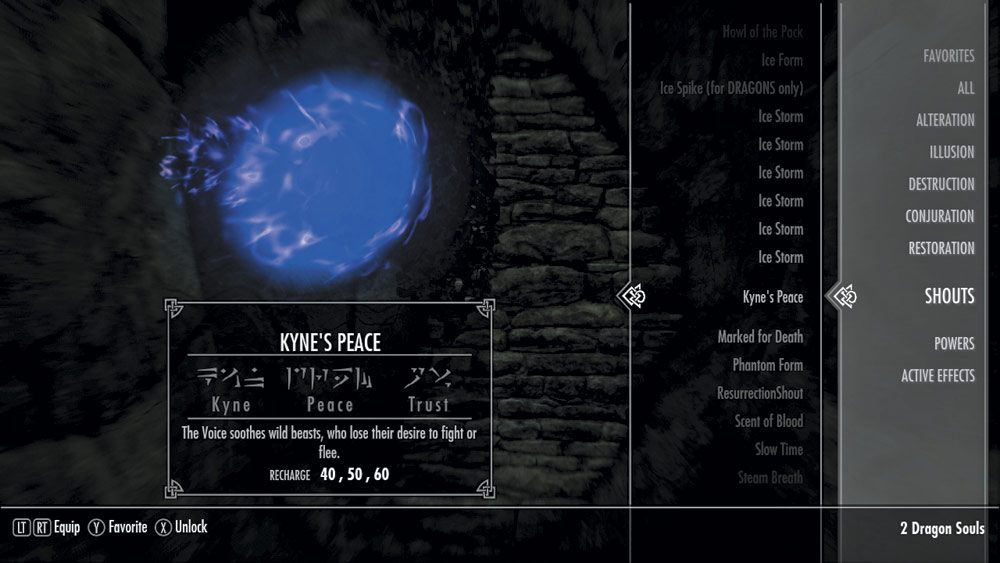 Howl of the Pack
Ice Form
Ice Spike (for DRAGONS only)
Ice Storm
Ice Storm
Ice Storm
Ice Storm
Ice Storm
Ice Storm
Kyne's Peace
Marked for Death
Phantom Form
ResurrectionShout
Scent of Blood
Slow Time
Steam Breath
FAVORITES
ALL
ALTERATION
ILLUSION
DESTRUCTION
CONJURATION
RESTORATION
SHOUTS
POWERS
ACTIVE EFFECTS
KYNE'S PEACE
Kyne Peace Trust
The Voice soothes wild beasts, who lose their desire to fight or
flee.
RECHARGE 40 , 50 , 60
LT RT Equip Y Favorite X Unlock
2 Dragon Souls